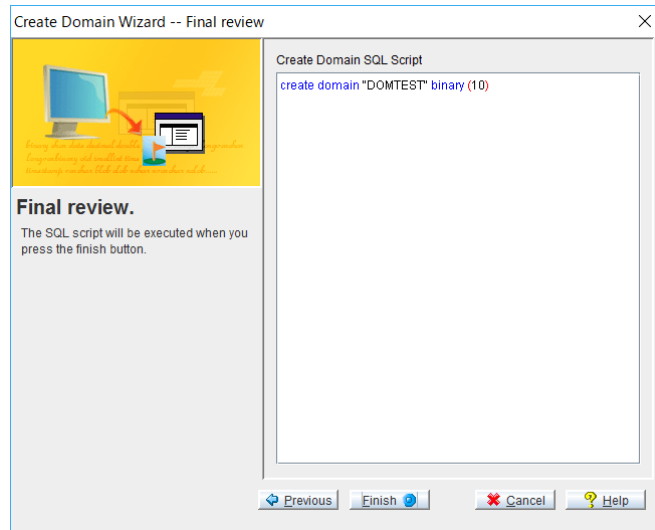 Create Domain Wizard -- Final review
Create Domain SQL Script
create domain "DOMTEST" binary (10)
Final review.
The SQL script will be executed when you
press the finish button.
Previous
Finish
Cancel
Help